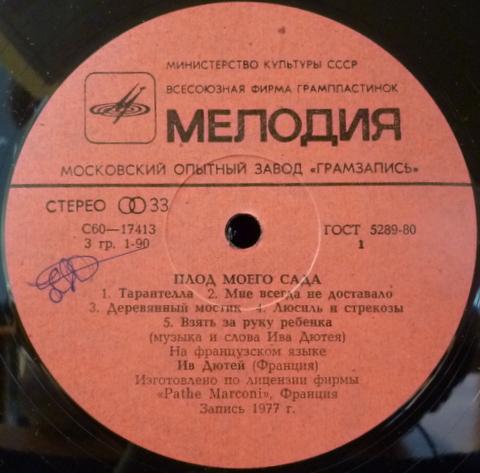 МИНИСТЕРСТВО КУЛЬТУРЫ СССР
ВСЕСОЮЗНАЯ ФИРМА ГРАМПЛАСТИНОК
МЕЛОДИЯ
МОСКОВСКИЙ ОПЫТНЫЙ ЗАВОД «ГРАМЗАПИСЬ»
СТЕРЕО 33
С60—17413
3 гр. 1-90
ГОСТ 5289-80
1
ПЛОД МОЕГО САДА
1. Тарантелла 2. Мне всегда не доставало
3. Деревянный мостик 4. Люсиль и стрекозы
5. Взять за руку ребенка
(музыка и слова Ива Дютея)
На французском языке
Ив Дютей (Франция)
Изготовлено по лицензии фирмы
«Pathe Marconi», Франция
Запись 1977 г.